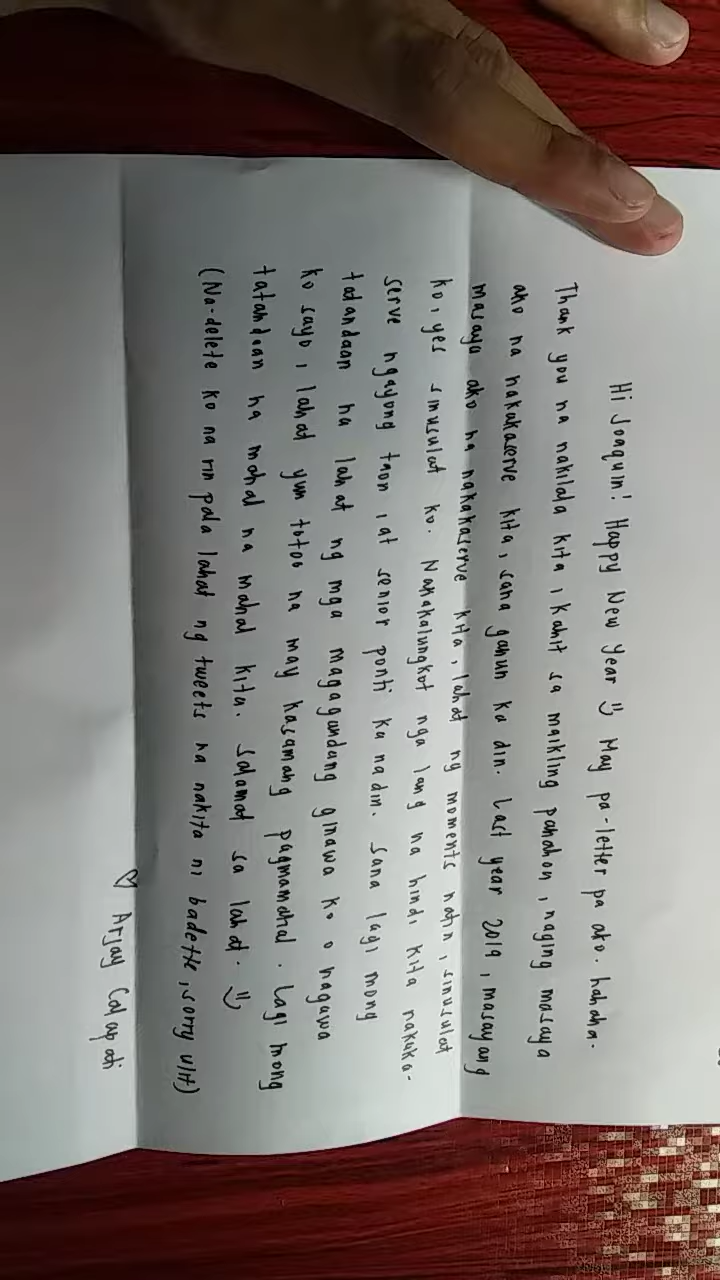 Hi Joaquin! Happy New Year :) May pa-letter pa ako. hahaha.
Thank you na nakilala kita, kahit sa maikling panahon, naging masaya
ako na nakakaserve kita, sana ganun ka din. Last year 2019, masayang
masaya ako na nakakaserve kita, lahat ng moments natin, sinusulat
ko, yes sinusulat ko. Nakakalungkot nga lang na hindi kita nakaka-
serve ngayong taon, at senior ponti ka na din. Sana lagi mong
tatandaan na lahat ng mga magagandang ginawa ko o nagawa
ko sayo, lahat yun totoo na may kasamang pagmamahal. Lagi mong
tatandaan na mahal na mahal kita. Salamat sa lahat. :)
(Na-delete ko na rin pala lahat ng tweets na nakita ni badette, sorry ulit)
♡ Arjay